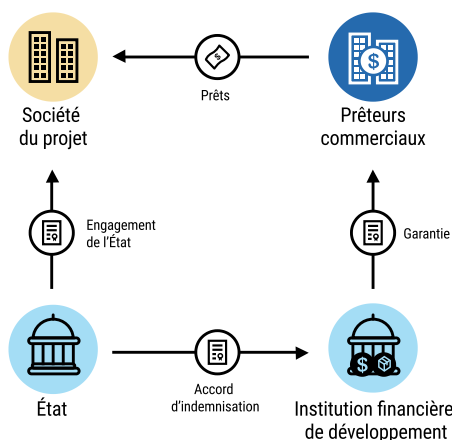 Prêts
Société
du projet
Prêteurs
commerciaux
Engagement
de l'État
Garantie
État
Accord
d'indemnisation
Institution financière
de développement